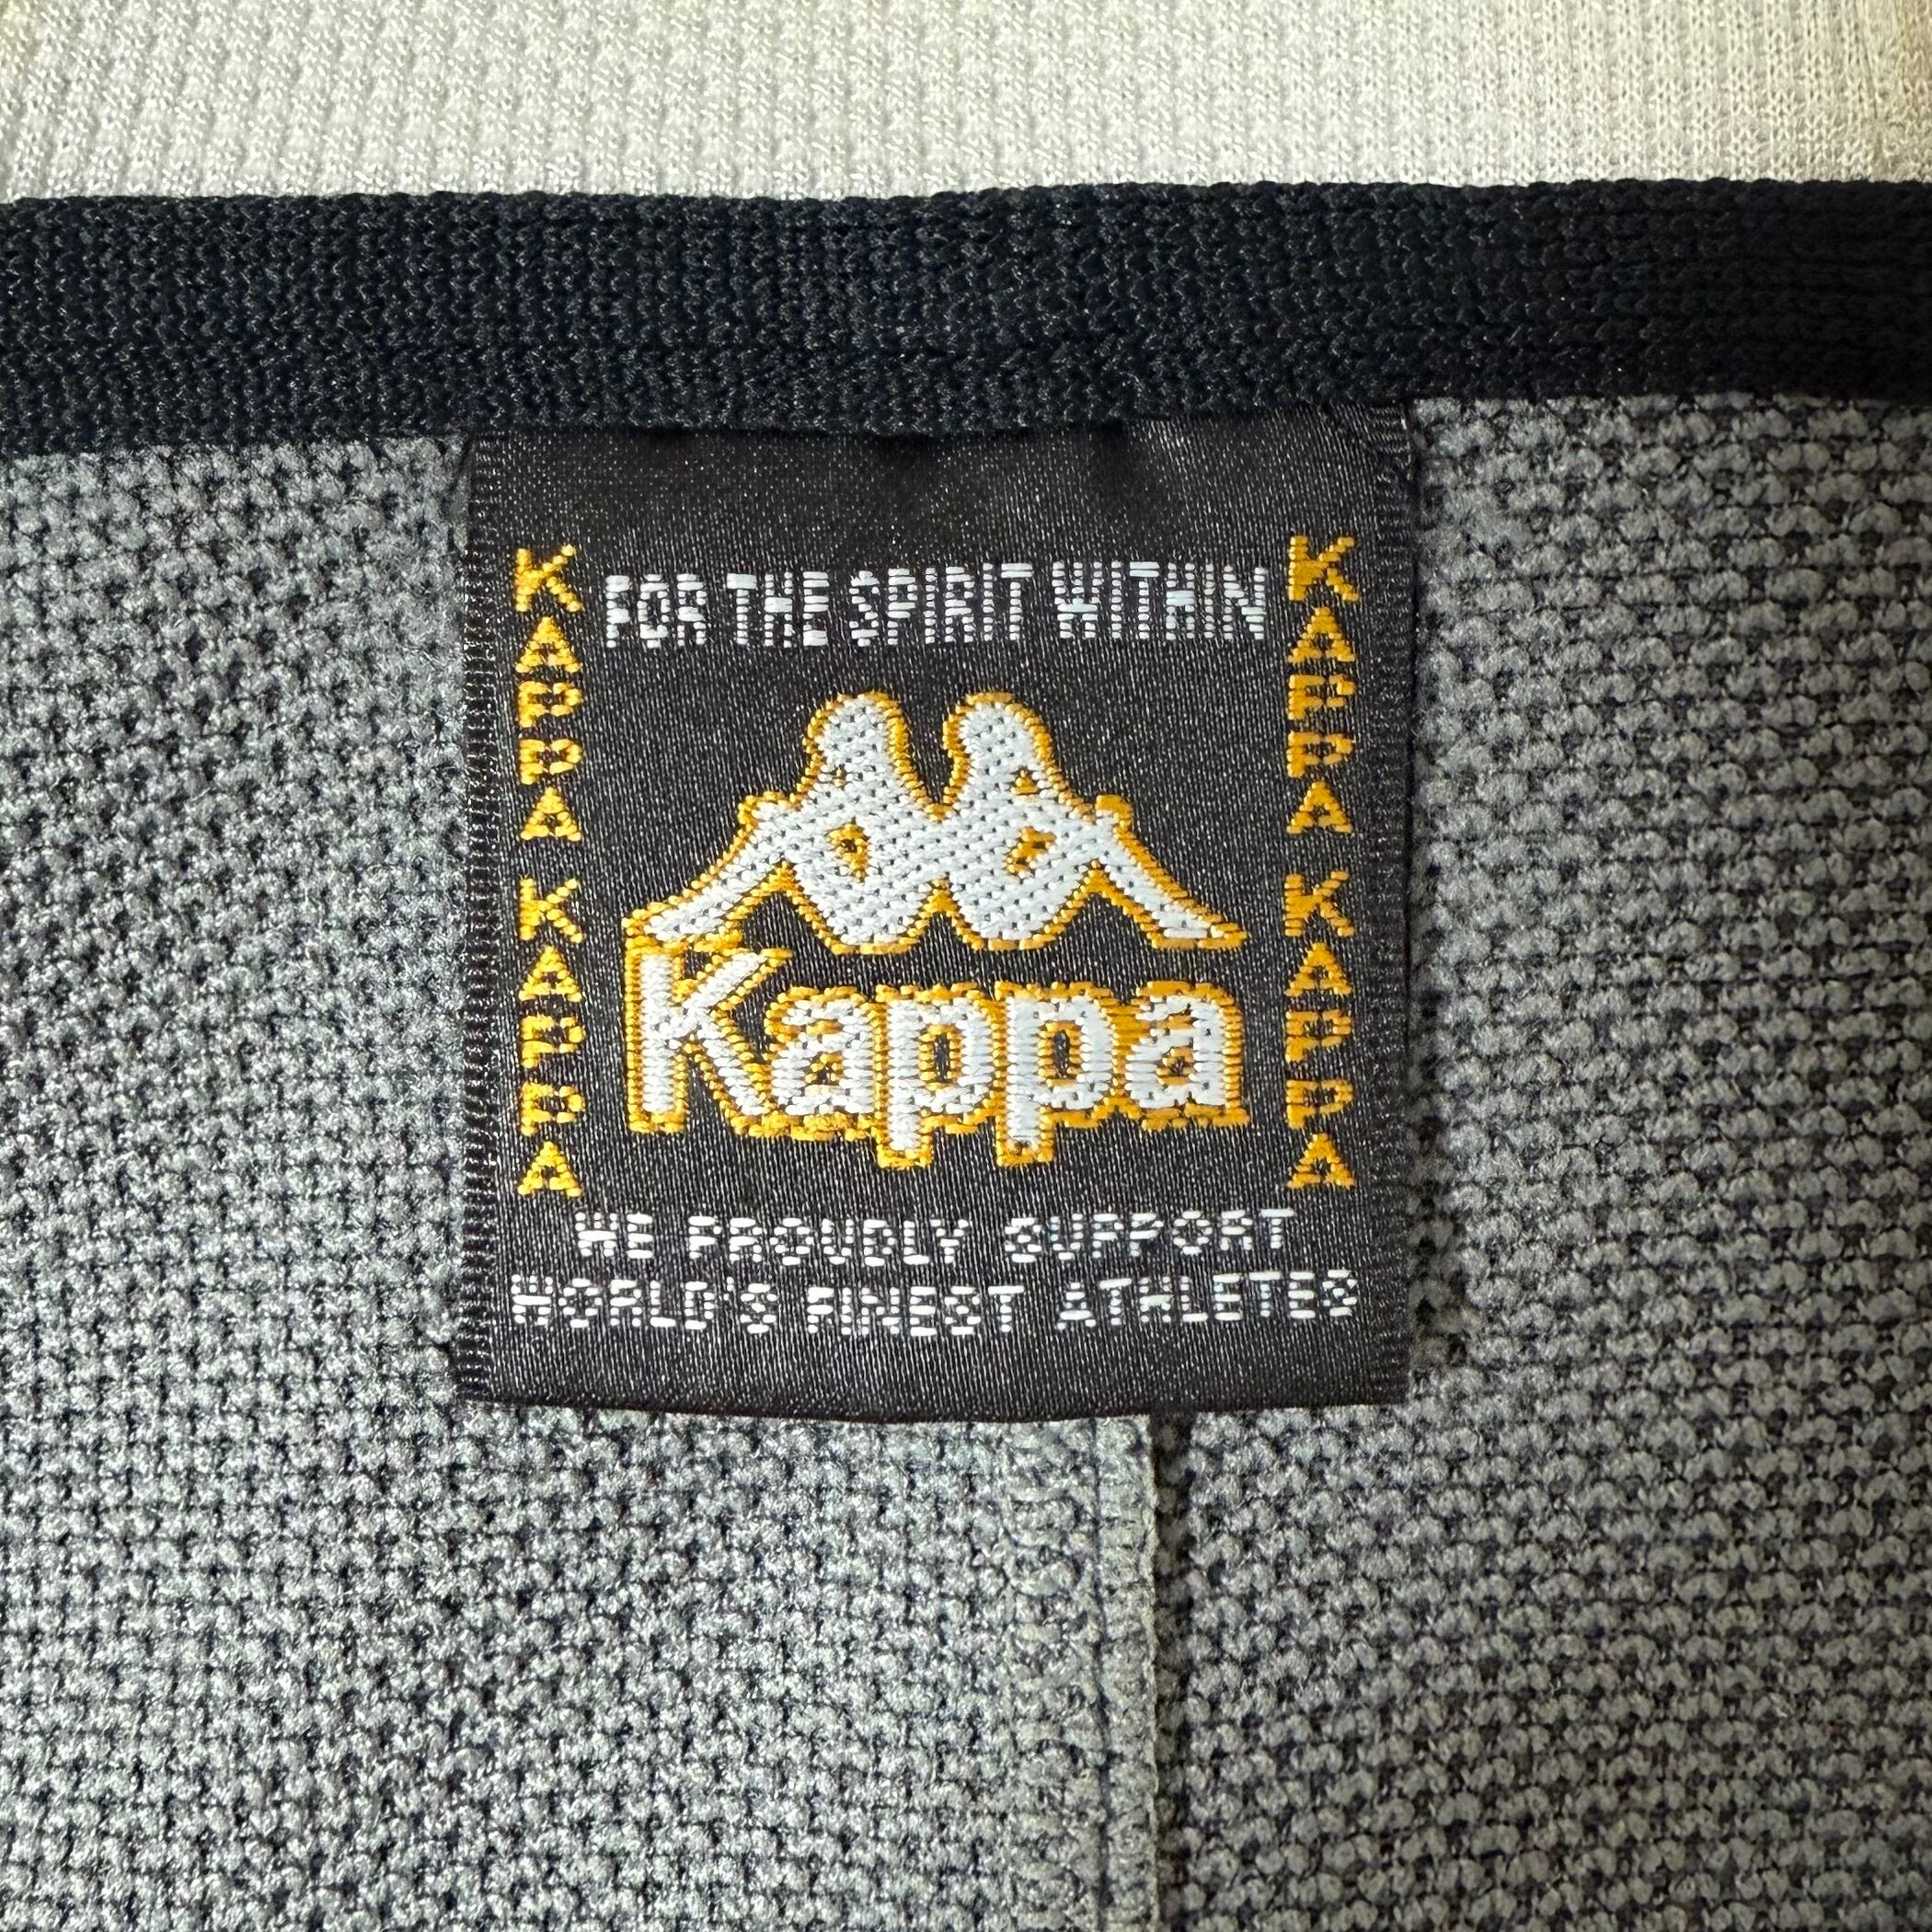 FOR THE SPIRIT WITHIN
KAPPA KAPPA
Kappa
KAPPA KAPPA
WE PROUDLY SUPPORT
WORLD'S FINEST ATHLETES